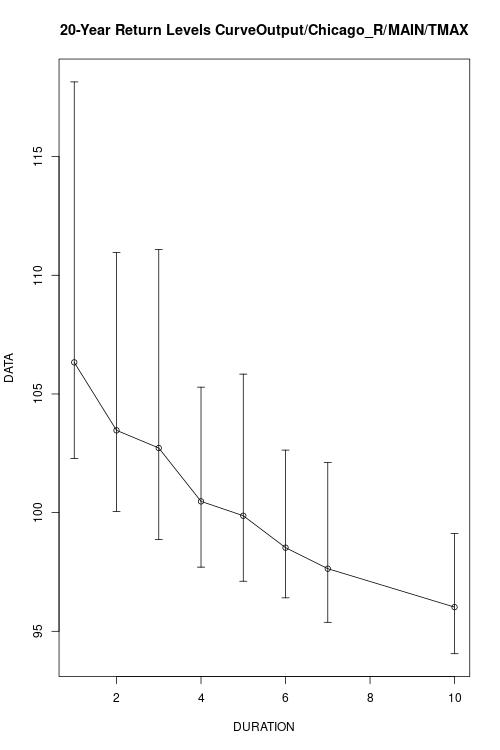 20-Year Return Levels CurveOutput/Chicago_R/MAIN/TMAX
115
110
105
100
95
DATA
2 4 6 8 10
DURATION